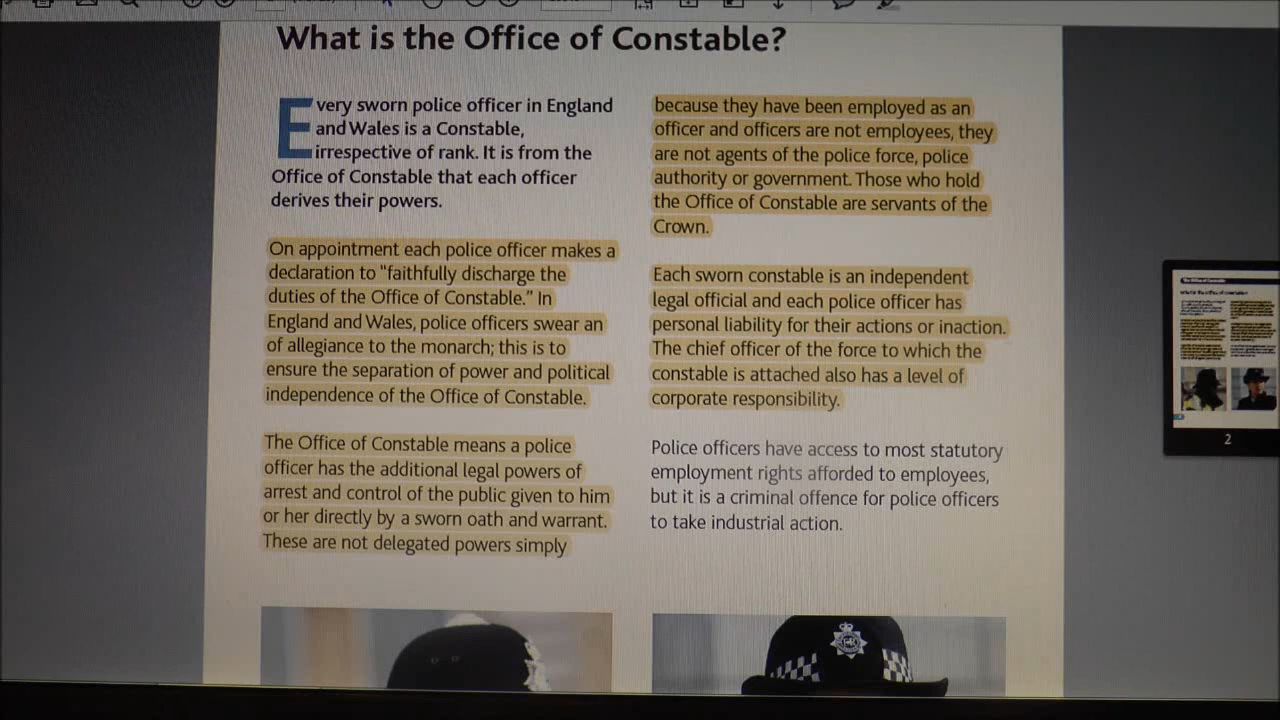 What is the Office of Constable?
Every sworn police officer in England
and Wales is a Constable,
irrespective of rank. It is from the
Office of Constable that each officer
derives their powers.
On appointment each police officer makes a
declaration to “faithfully discharge the
duties of the Office of Constable.” In
England and Wales, police officers swear an
of allegiance to the monarch; this is to
ensure the separation of power and political
independence of the Office of Constable.
The Office of Constable means a police
officer has the additional legal powers of
arrest and control of the public given to him
or her directly by a sworn oath and warrant.
These are not delegated powers simply
because they have been employed as an
officer and officers are not employees, they
are not agents of the police force, police
authority or government. Those who hold
the Office of Constable are servants of the
Crown.
Each sworn constable is an independent
legal official and each police officer has
personal liability for their actions or inaction.
The chief officer of the force to which the
constable is attached also has a level of
corporate responsibility.
Police officers have access to most statutory
employment rights afforded to employees,
but it is a criminal offence for police officers
to take industrial action.
2